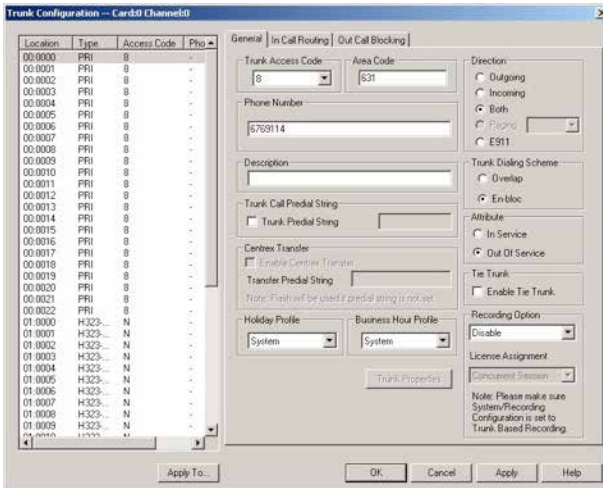 Trunk Configuration -- Card:0 Channel:0
General In Call Routing Out Call Blocking
Location Type Access Code Pho
00:0000 PRI 8 -
00:0001 PRI 8 -
00:0002 PRI 8 -
00:0003 PRI 8 -
00:0004 PRI 8 -
00:0005 PRI 8 -
00:0006 PRI 8 -
00:0007 PRI 8 -
00:0008 PRI 8 -
00:0009 PRI 8 -
00:0010 PRI 8 -
00:0011 PRI 8 -
00:0012 PRI 8 -
00:0013 PRI 8 -
00:0014 PRI 8 -
00:0015 PRI 8 -
00:0016 PRI 8 -
00:0017 PRI 8 -
00:0018 PRI 8 -
00:0019 PRI 8 -
00:0020 PRI 8 -
00:0021 PRI 8 -
00:0022 PRI 8 -
01:0000 H323-... N -
01:0001 H323-... N -
01:0002 H323-... N -
01:0003 H323-... N -
01:0004 H323-... N -
01:0005 H323-... N -
01:0006 H323-... N -
01:0007 H323-... N -
01:0008 H323-... N -
01:0009 H323-... N -
01:0010 H323-... N -
Apply To...
Trunk Access Code
8
Area Code
631
Phone Number
6769114
Description
Trunk Call Predial String
Trunk Predial String
Centrex Transfer
Enable Centrex Transfer
Transfer Predial String
Note: Flash will be used if predial string is not set.
Holiday Profile
System
Business Hour Profile
System
Trunk Properties
Direction
Outgoing
Incoming
Both
Paging
E911
Trunk Dialing Scheme
Overlap
En-bloc
Attribute
In Service
Out Of Service
Tie Trunk
Enable Tie Trunk
Recording Option
Disable
License Assignment
Concurrent Session
Note: Please make sure
System/Recording
Configuration is set to
Trunk Based Recording.
OK Cancel Apply Help